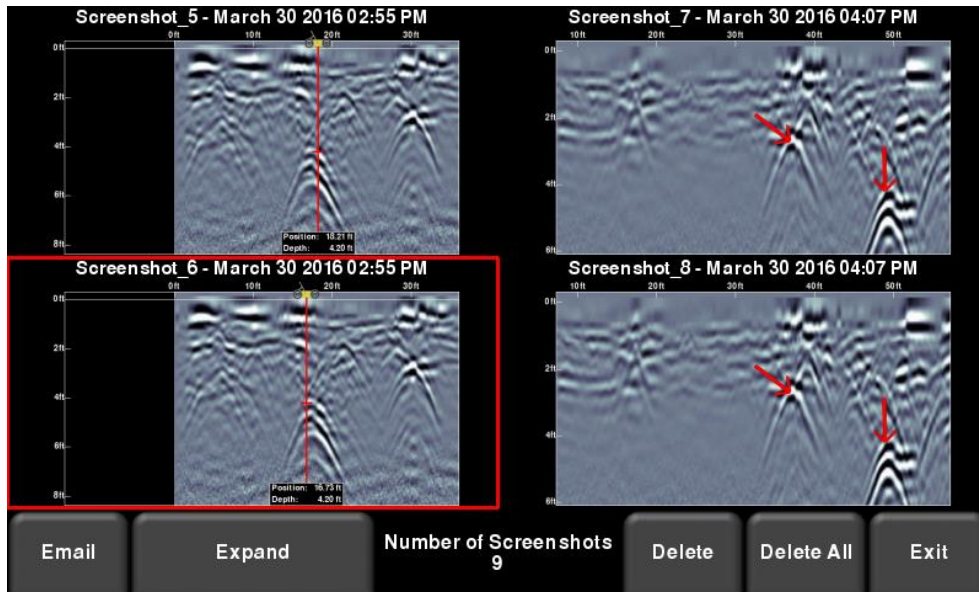 Screenshot_5 - March 30 2016 02:55 PM
0ft 10ft 20ft 30ft
0ft
2ft
4ft
6ft
8ft
Position: 18.21 ft
Depth: 4.20 ft
Screenshot_7 - March 30 2016 04:07 PM
10ft 20ft 30ft 40ft 50ft
0ft
2ft
4ft
6ft
Screenshot_6 - March 30 2016 02:55 PM
0ft 10ft 20ft 30ft
0ft
2ft
4ft
6ft
8ft
Position: 16.73 ft
Depth: 4.20 ft
Screenshot_8 - March 30 2016 04:07 PM
10ft 20ft 30ft 40ft 50ft
0ft
2ft
4ft
6ft
Email
Expand
Number of Screenshots
9
Delete
Delete All
Exit